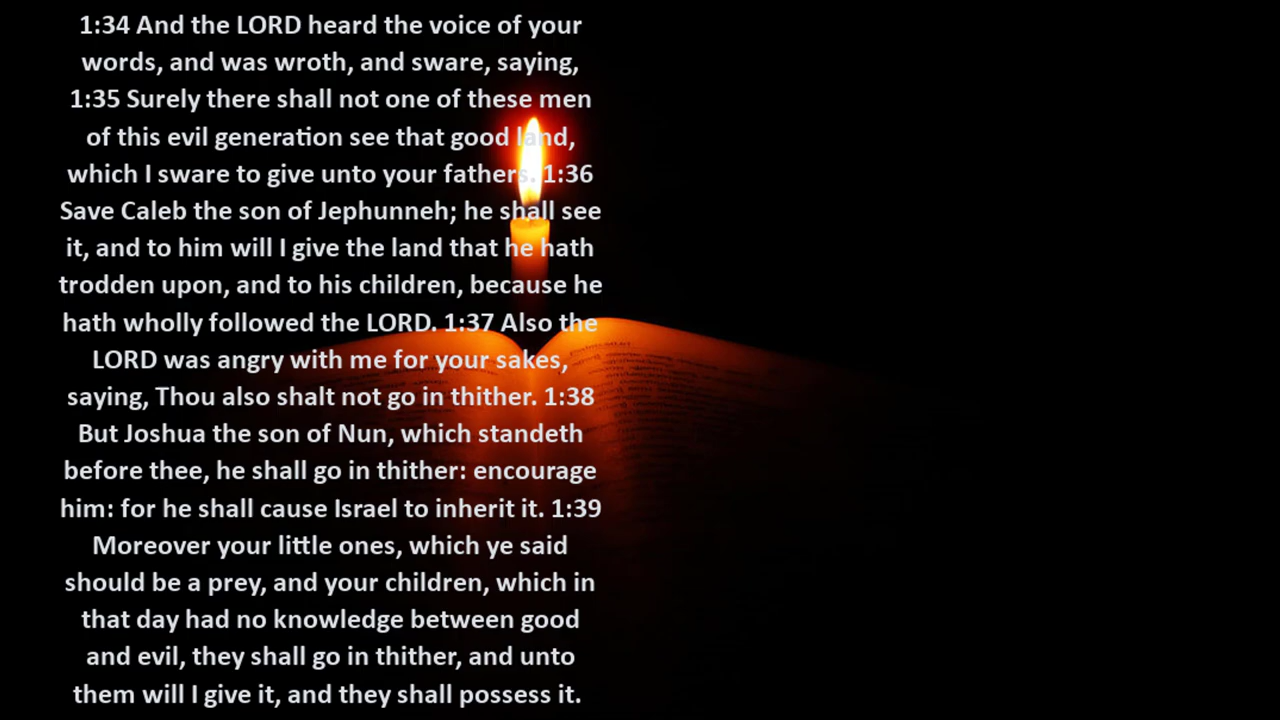 1:34 And the LORD heard the voice of your
words, and was wroth, and sware, saying,
1:35 Surely there shall not one of these men
of this evil generation see that good land,
which I sware to give unto your fathers. 1:36
Save Caleb the son of Jephunneh; he shall see
it, and to him will I give the land that he hath
trodden upon, and to his children, because he
hath wholly followed the LORD. 1:37 Also the
LORD was angry with me for your sakes,
saying, Thou also shalt not go in thither. 1:38
But Joshua the son of Nun, which standeth
before thee, he shall go in thither: encourage
him: for he shall cause Israel to inherit it. 1:39
Moreover your little ones, which ye said
should be a prey, and your children, which in
that day had no knowledge between good
and evil, they shall go in thither, and unto
them will I give it, and they shall possess it.